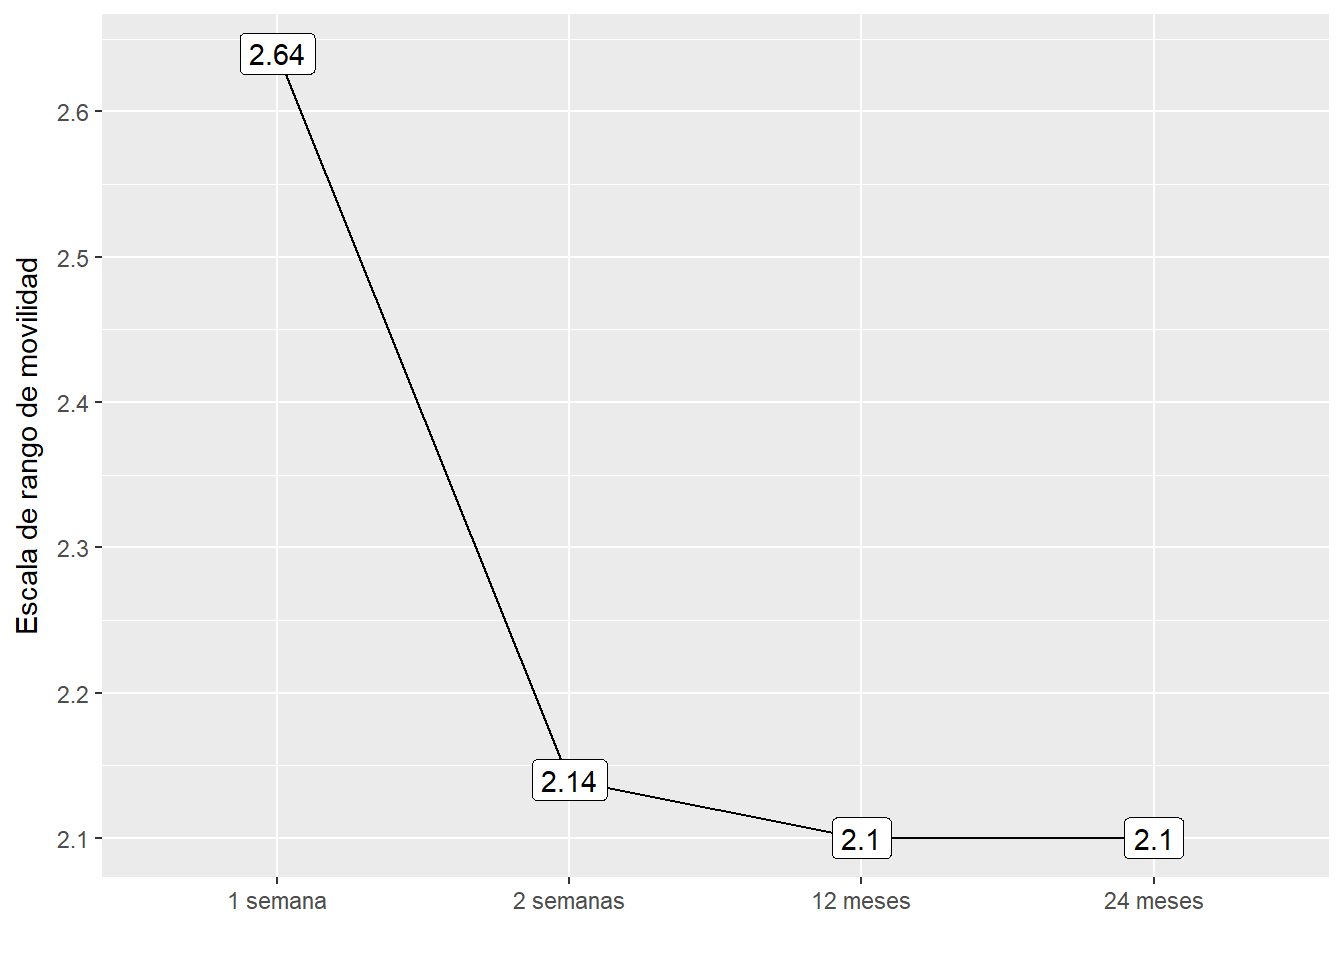 Escala de rango de movilidad
2.6
2.5
2.4
2.3
2.2
2.1
2.64
2.14
2.1
2.1
1 semana
2 semanas
12 meses
24 meses